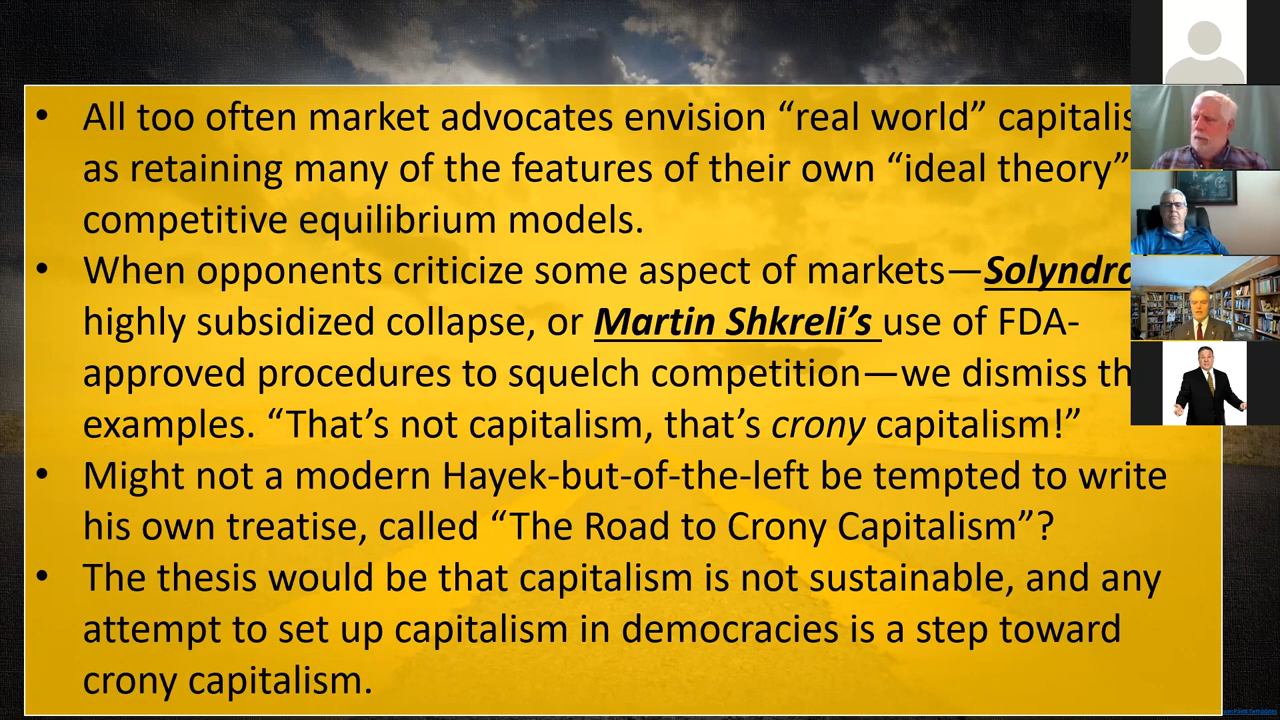 • All too often market advocates envision “real world” capitalis
as retaining many of the features of their own “ideal theory”
competitive equilibrium models.
• When opponents criticize some aspect of markets—Solyndra
highly subsidized collapse, or Martin Shkreli’s use of FDA-
approved procedures to squelch competition—we dismiss th
examples. “That’s not capitalism, that’s crony capitalism!”
• Might not a modern Hayek-but-of-the-left be tempted to write
his own treatise, called “The Road to Crony Capitalism”?
• The thesis would be that capitalism is not sustainable, and any
attempt to set up capitalism in democracies is a step toward
crony capitalism.